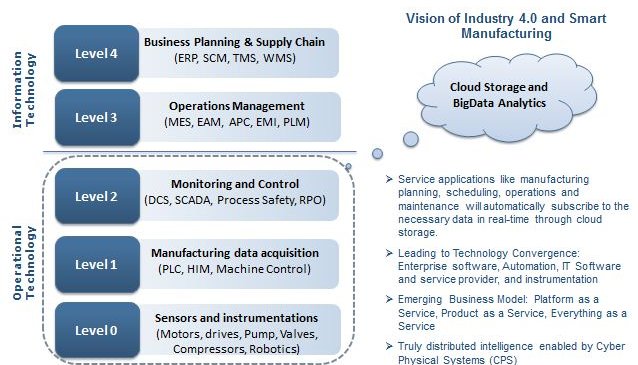 Information
Technology
Level 4
Business Planning & Supply Chain
(ERP, SCM, TMS, WMS)
Level 3
Operations Management
(MES, EAM, APC, EMI, PLM)
Operational
Technology
Level 2
Monitoring and Control
(DCS, SCADA, Process Safety, RPO)
Level 1
Manufacturing data acquisition
(PLC, HIM, Machine Control)
Level 0
Sensors and instrumentations
(Motors, drives, Pump, Valves,
Compressors, Robotics)
Vision of Industry 4.0 and Smart
Manufacturing
Cloud Storage and
BigData Analytics
➢ Service applications like manufacturing
planning, scheduling, operations and
maintenance will automatically subscribe to the
necessary data in real-time through cloud
storage.
➢ Leading to Technology Convergence:
Enterprise software, Automation, IT Software
and service provider, and instrumentation
➢ Emerging Business Model: Platform as a
Service, Product as a Service, Everything as a
Service
➢ Truly distributed intelligence enabled by Cyber
Physical Systems (CPS)